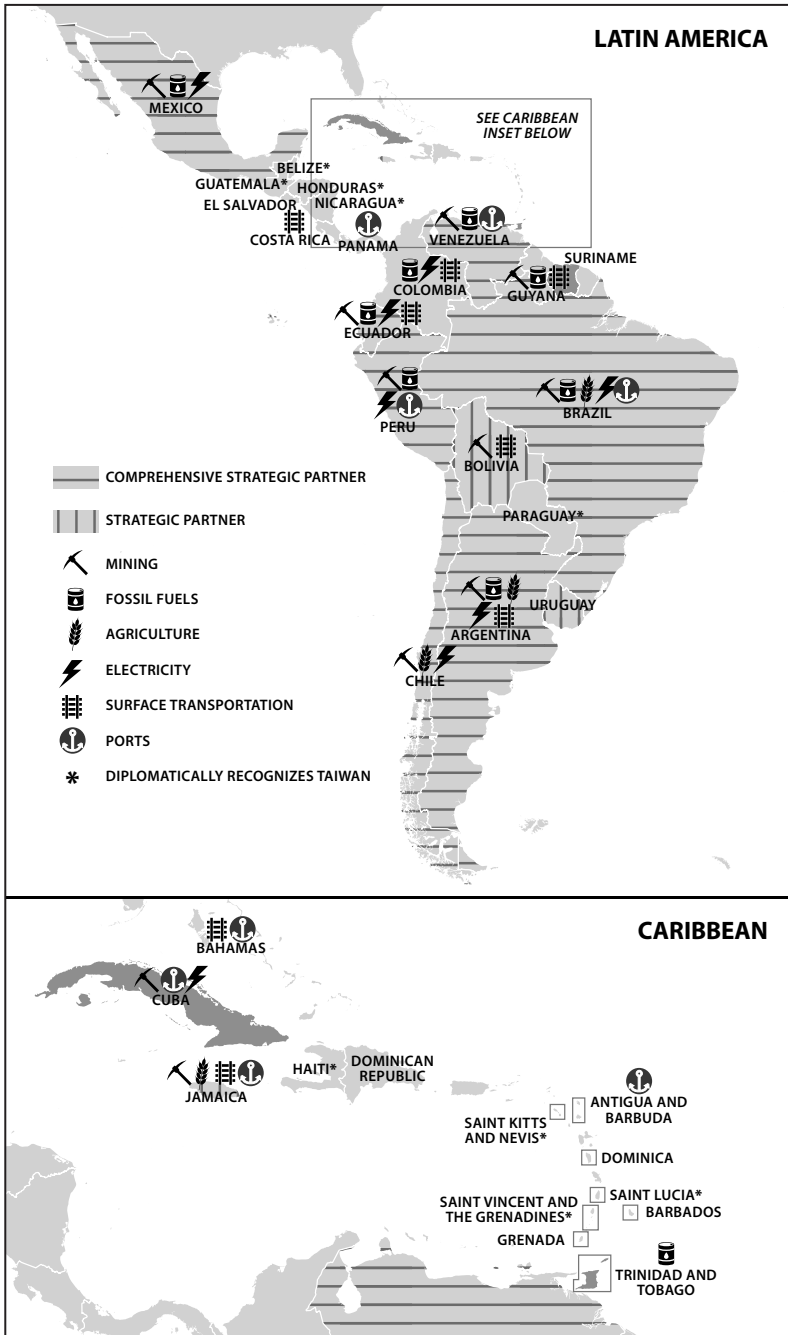 LATIN AMERICA
MEXICO
SEE CARIBBEAN
INSET BELOW
BELIZE*
GUATEMALA*
HONDURAS*
EL SALVADOR
NICARAGUA*
COSTA RICA
PANAMA
VENEZUELA
SURINAME
COLOMBIA
GUYANA
ECUADOR
PERU
BRAZIL
BOLIVIA
PARAGUAY*
URUGUAY
ARGENTINA
CHILE
COMPREHENSIVE STRATEGIC PARTNER
STRATEGIC PARTNER
MINING
FOSSIL FUELS
AGRICULTURE
ELECTRICITY
SURFACE TRANSPORTATION
PORTS
* DIPLOMATICALLY RECOGNIZES TAIWAN
CARIBBEAN
BAHAMAS
CUBA
JAMAICA
HAITI*
DOMINICAN
REPUBLIC
ANTIGUA AND
BARBUDA
SAINT KITTS
AND NEVIS*
DOMINICA
SAINT LUCIA*
SAINT VINCENT AND
THE GRENADINES*
BARBADOS
GRENADA
TRINIDAD AND
TOBAGO